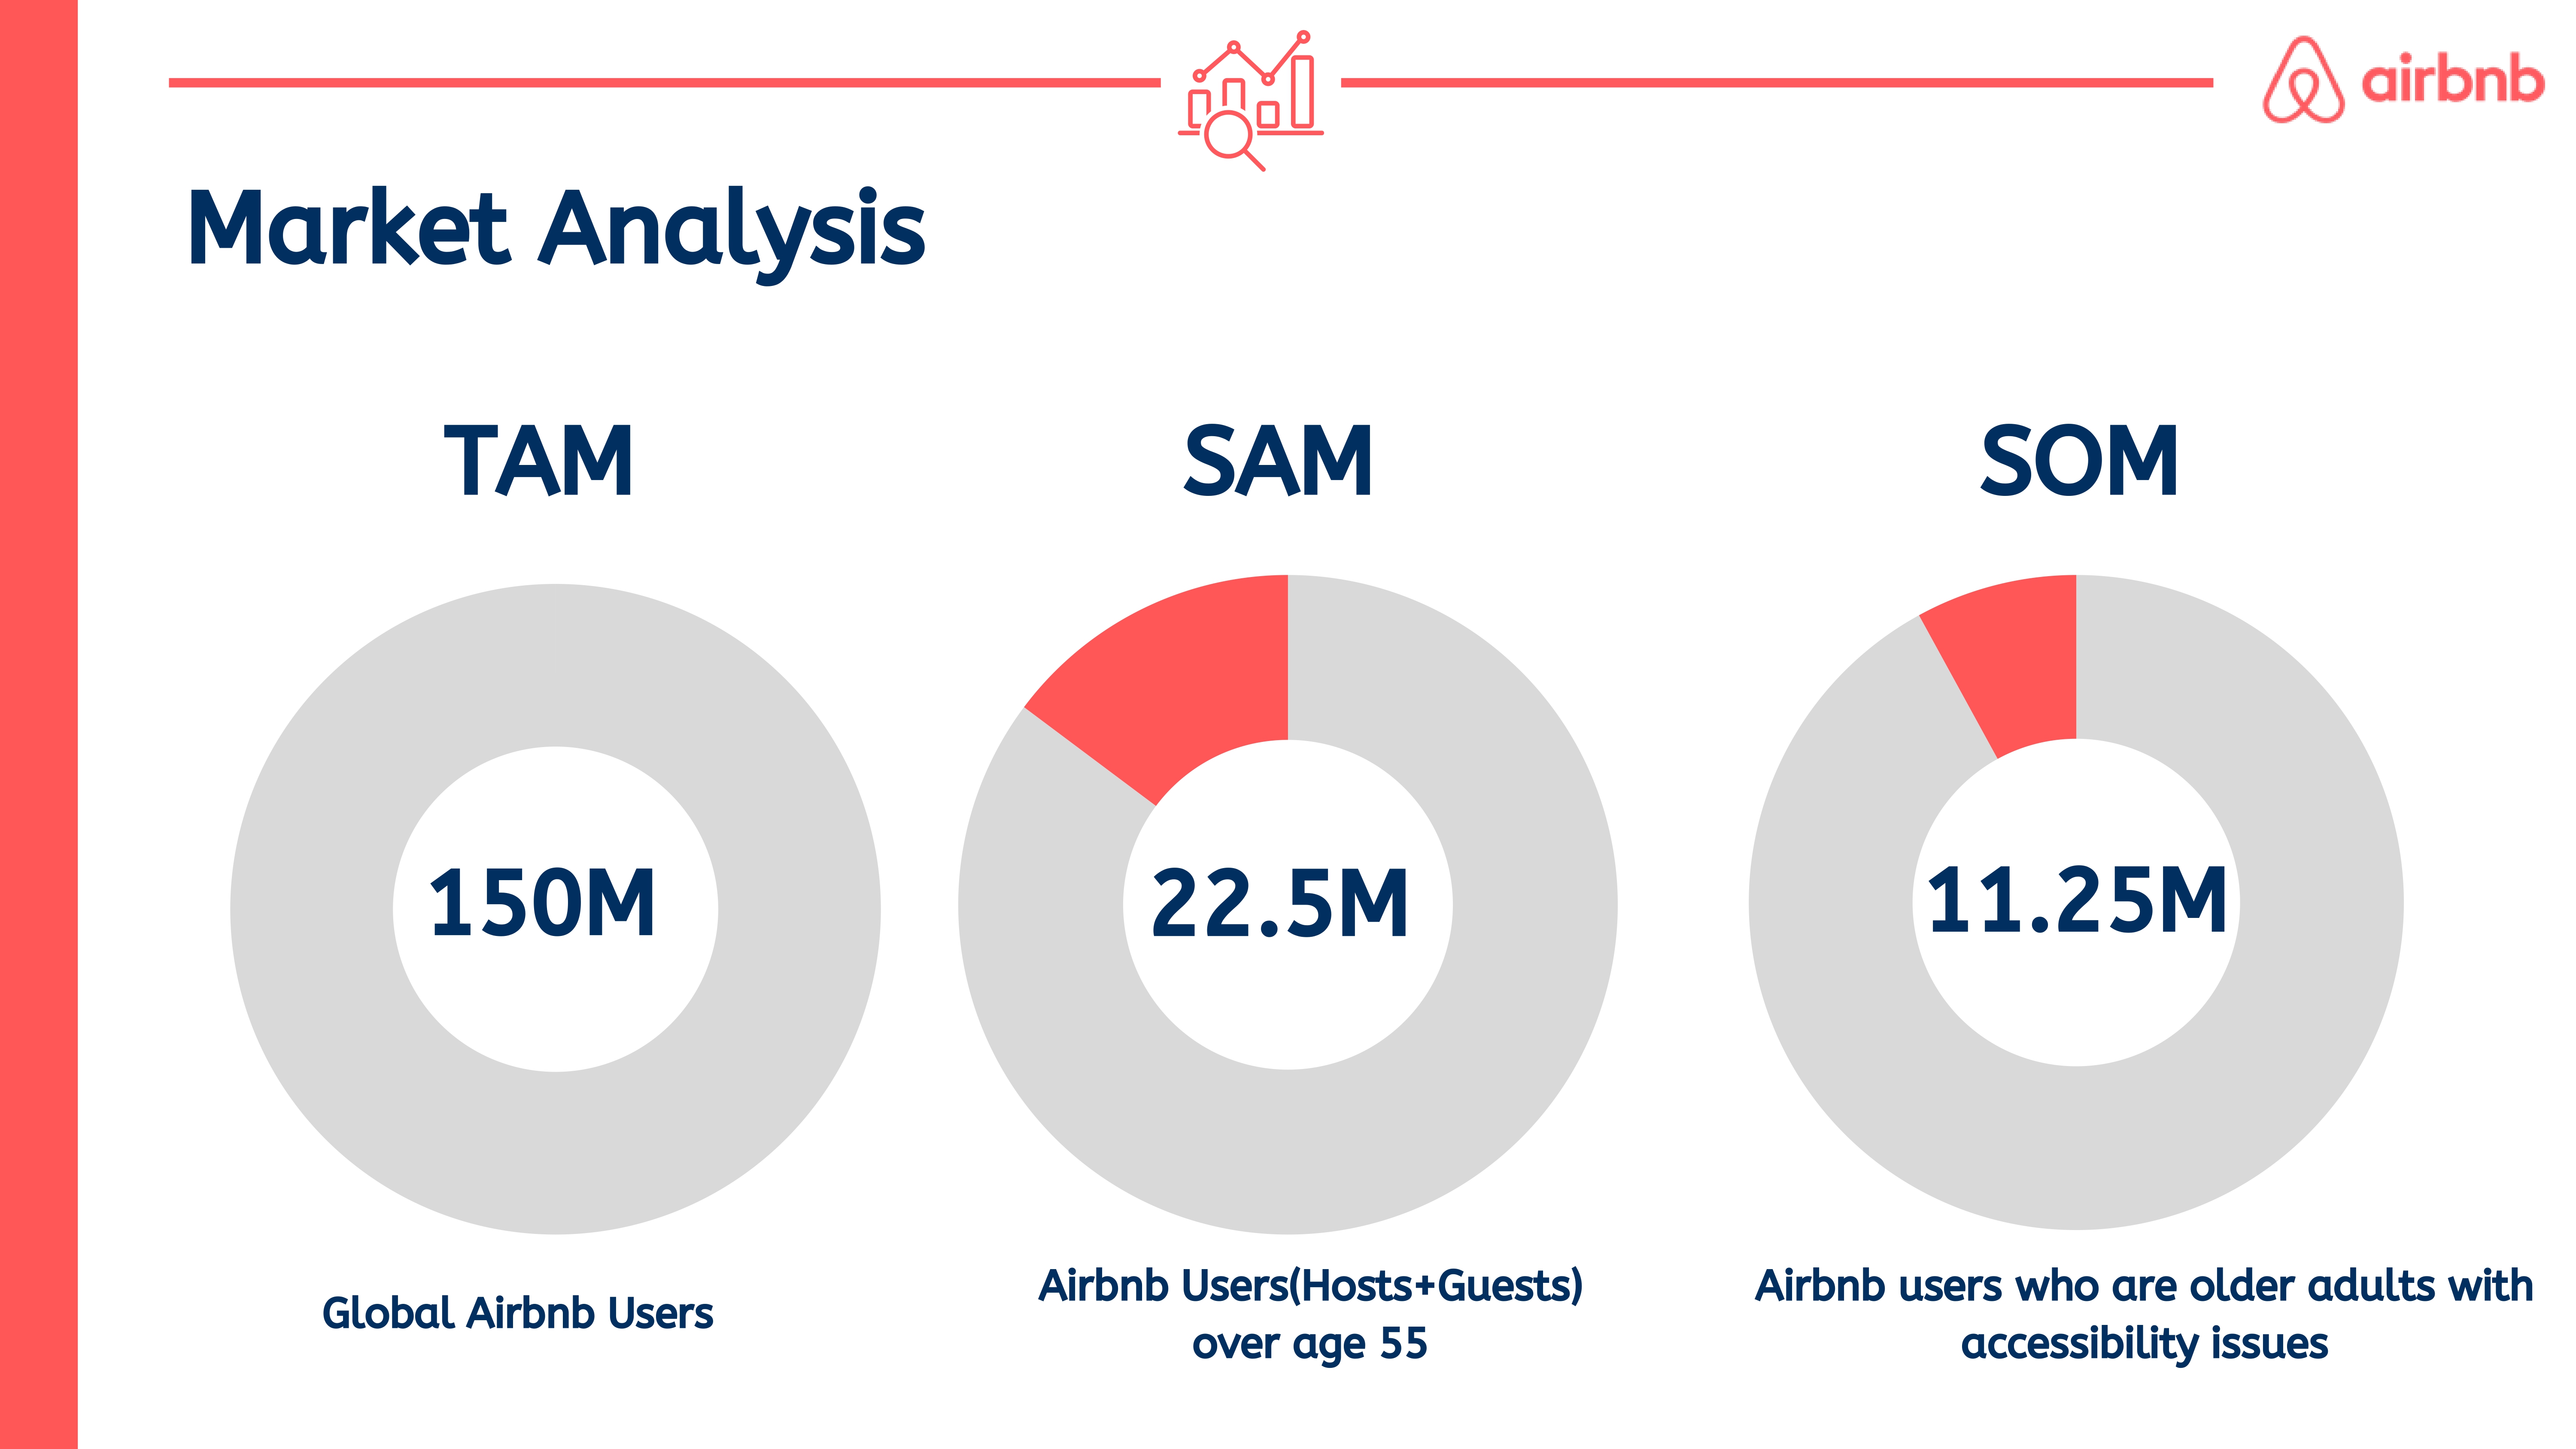 airbnb
Market Analysis
TAM
SAM
SOM
150M
22.5M
11.25M
Global Airbnb Users
Airbnb Users(Hosts+Guests)
over age 55
Airbnb users who are older adults with
accessibility issues